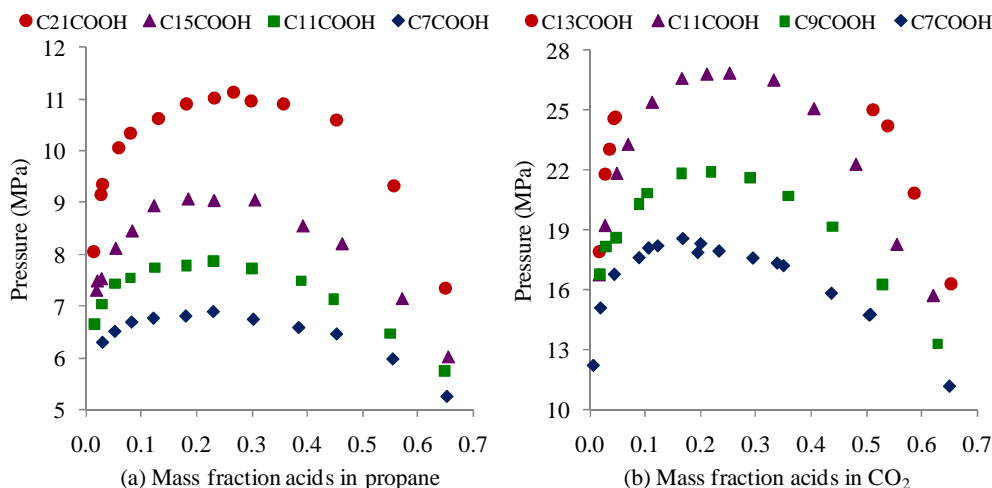 C21COOH C15COOH C11COOH C7COOH
12
11
10
9
8
7
6
5
Pressure (MPa)
0.0 0.1 0.2 0.3 0.4 0.5 0.6 0.7
(a) Mass fraction acids in propane
C13COOH C11COOH C9COOH C7COOH
28
25
22
19
16
13
10
Pressure (MPa)
0.0 0.1 0.2 0.3 0.4 0.5 0.6 0.7
(b) Mass fraction acids in CO₂